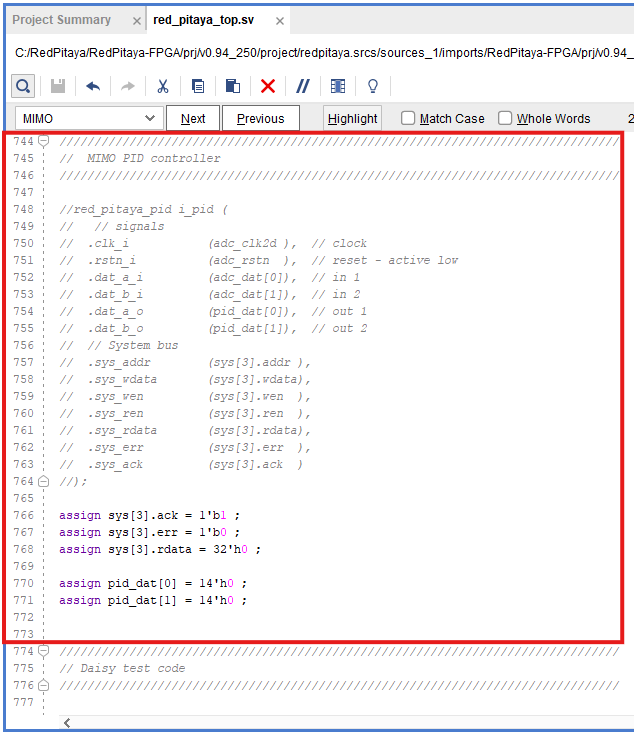 Project Summary × red_pitaya_top.sv ×
C:/RedPitaya/RedPitaya-FPGA/prj/v0.94_250/project/redpitaya.srcs/sources_1/imports/RedPitaya-FPGA/prj/v0.94_
MIMO Next Previous Highlight Match Case Whole Words 2
744 ////////////////////////////////////////////////////////////////////////////////
745 //  MIMO PID controller
746 ////////////////////////////////////////////////////////////////////////////////
747
748 //red_pitaya_pid i_pid (
749 //  // signals
750 //  .clk_i           (adc_clk2d ),  // clock
751 //  .rstn_i          (adc_rstn  ),  // reset - active low
752 //  .dat_a_i         (adc_dat[0]),  // in 1
753 //  .dat_b_i         (adc_dat[1]),  // in 2
754 //  .dat_a_o         (pid_dat[0]),  // out 1
755 //  .dat_b_o         (pid_dat[1]),  // out 2
756 //  // System bus
757 //  .sys_addr        (sys[3].addr ),
758 //  .sys_wdata       (sys[3].wdata),
759 //  .sys_wen         (sys[3].wen  ),
760 //  .sys_ren         (sys[3].ren  ),
761 //  .sys_rdata       (sys[3].rdata),
762 //  .sys_err         (sys[3].err  ),
763 //  .sys_ack         (sys[3].ack  )
764 //);
765
766 assign sys[3].ack = 1'b1 ;
767 assign sys[3].err = 1'b0 ;
768 assign sys[3].rdata = 32'h0 ;
769
770 assign pid_dat[0] = 14'h0 ;
771 assign pid_dat[1] = 14'h0 ;
772
773
774 ////////////////////////////////////////////////////////////////////////////////
775 // Daisy test code
776 ////////////////////////////////////////////////////////////////////////////////
777